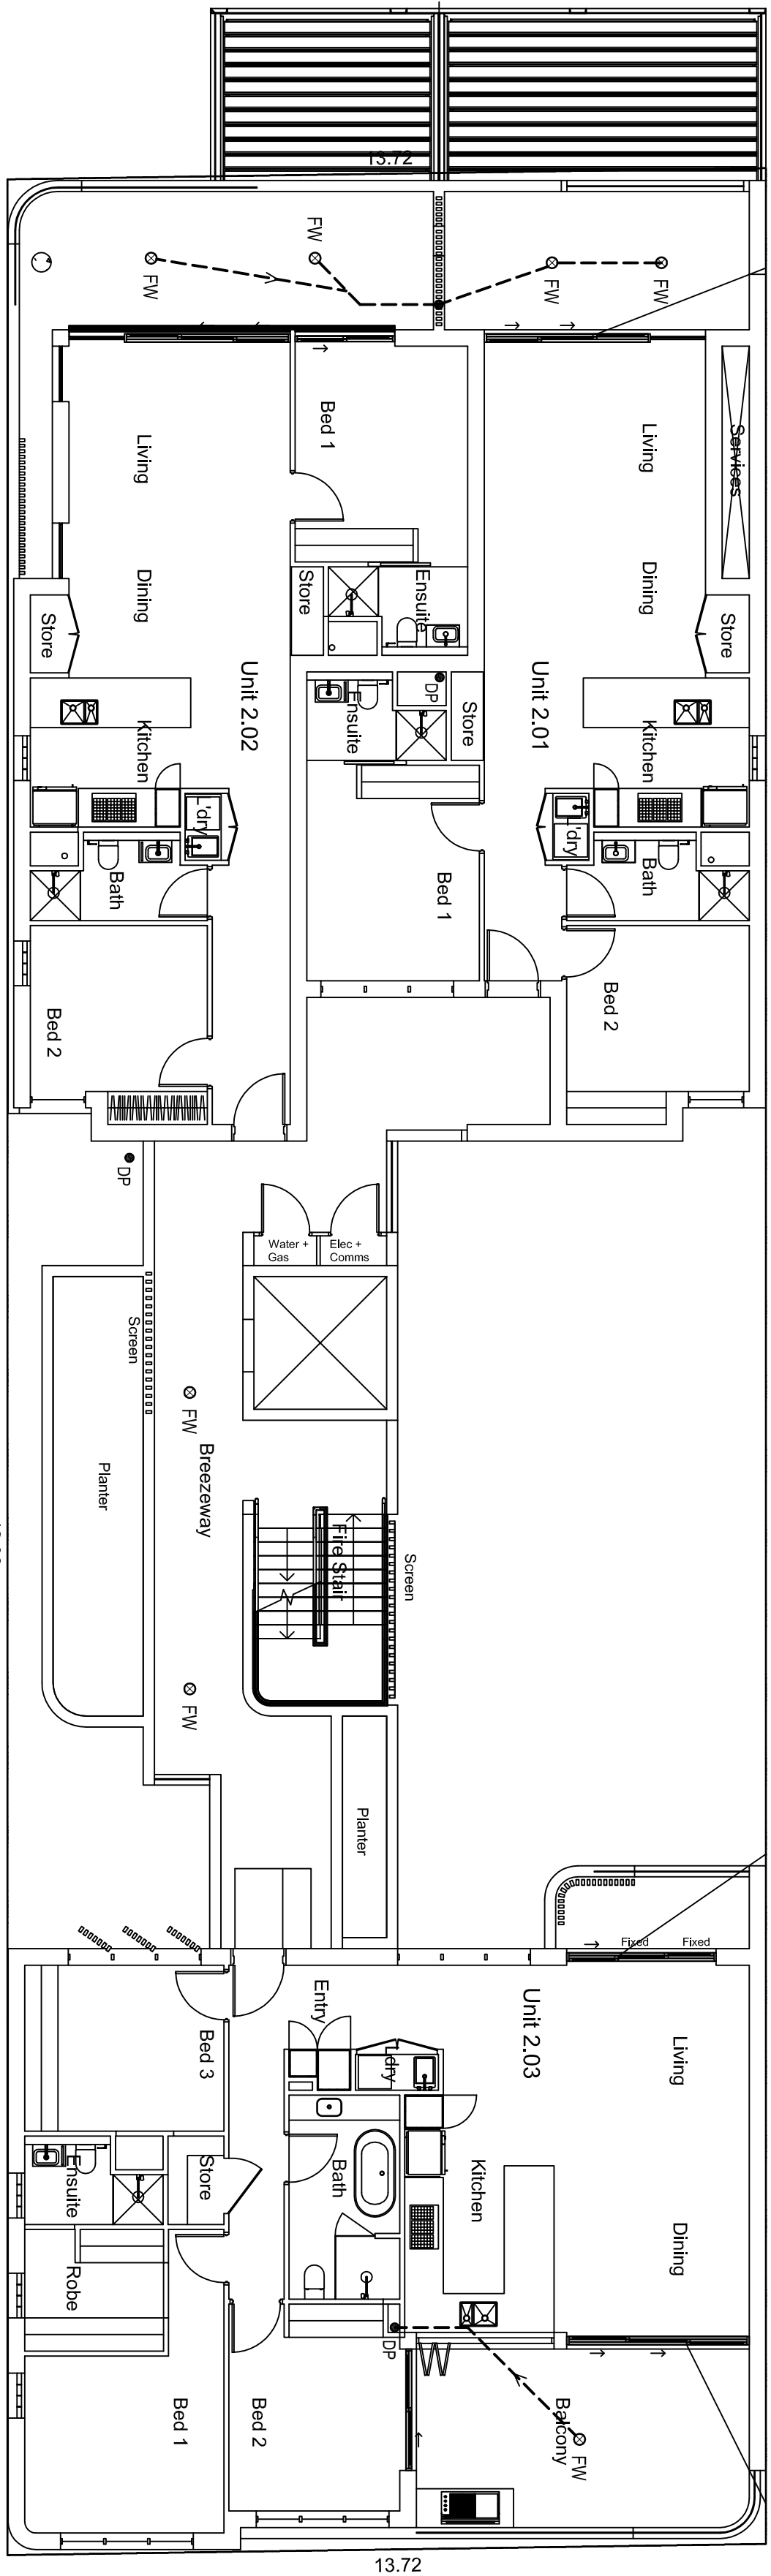 13.72
FW
FW
FW
FW
Bed 1
Living
Living
Services
Dining
Dining
Store
Ensuite
Store
Store
Unit 2.02
Unit 2.01
DP
Store
Ensuite
Kitchen
Kitchen
L'dry
L'dry
Bath
Bed 1
Bath
Bed 2
Bed 2
DP
Water +
Gas
Elec +
Comms
Screen
FW
Breezeway
Planter
Fire Stair
Screen
FW
Planter
Fixed
Fixed
Entry
Unit 2.03
Living
Bed 3
L'dry
Ensuite
Store
Bath
Kitchen
Dining
Robe
DP
Bed 1
Bed 2
Balcony
FW
13.72